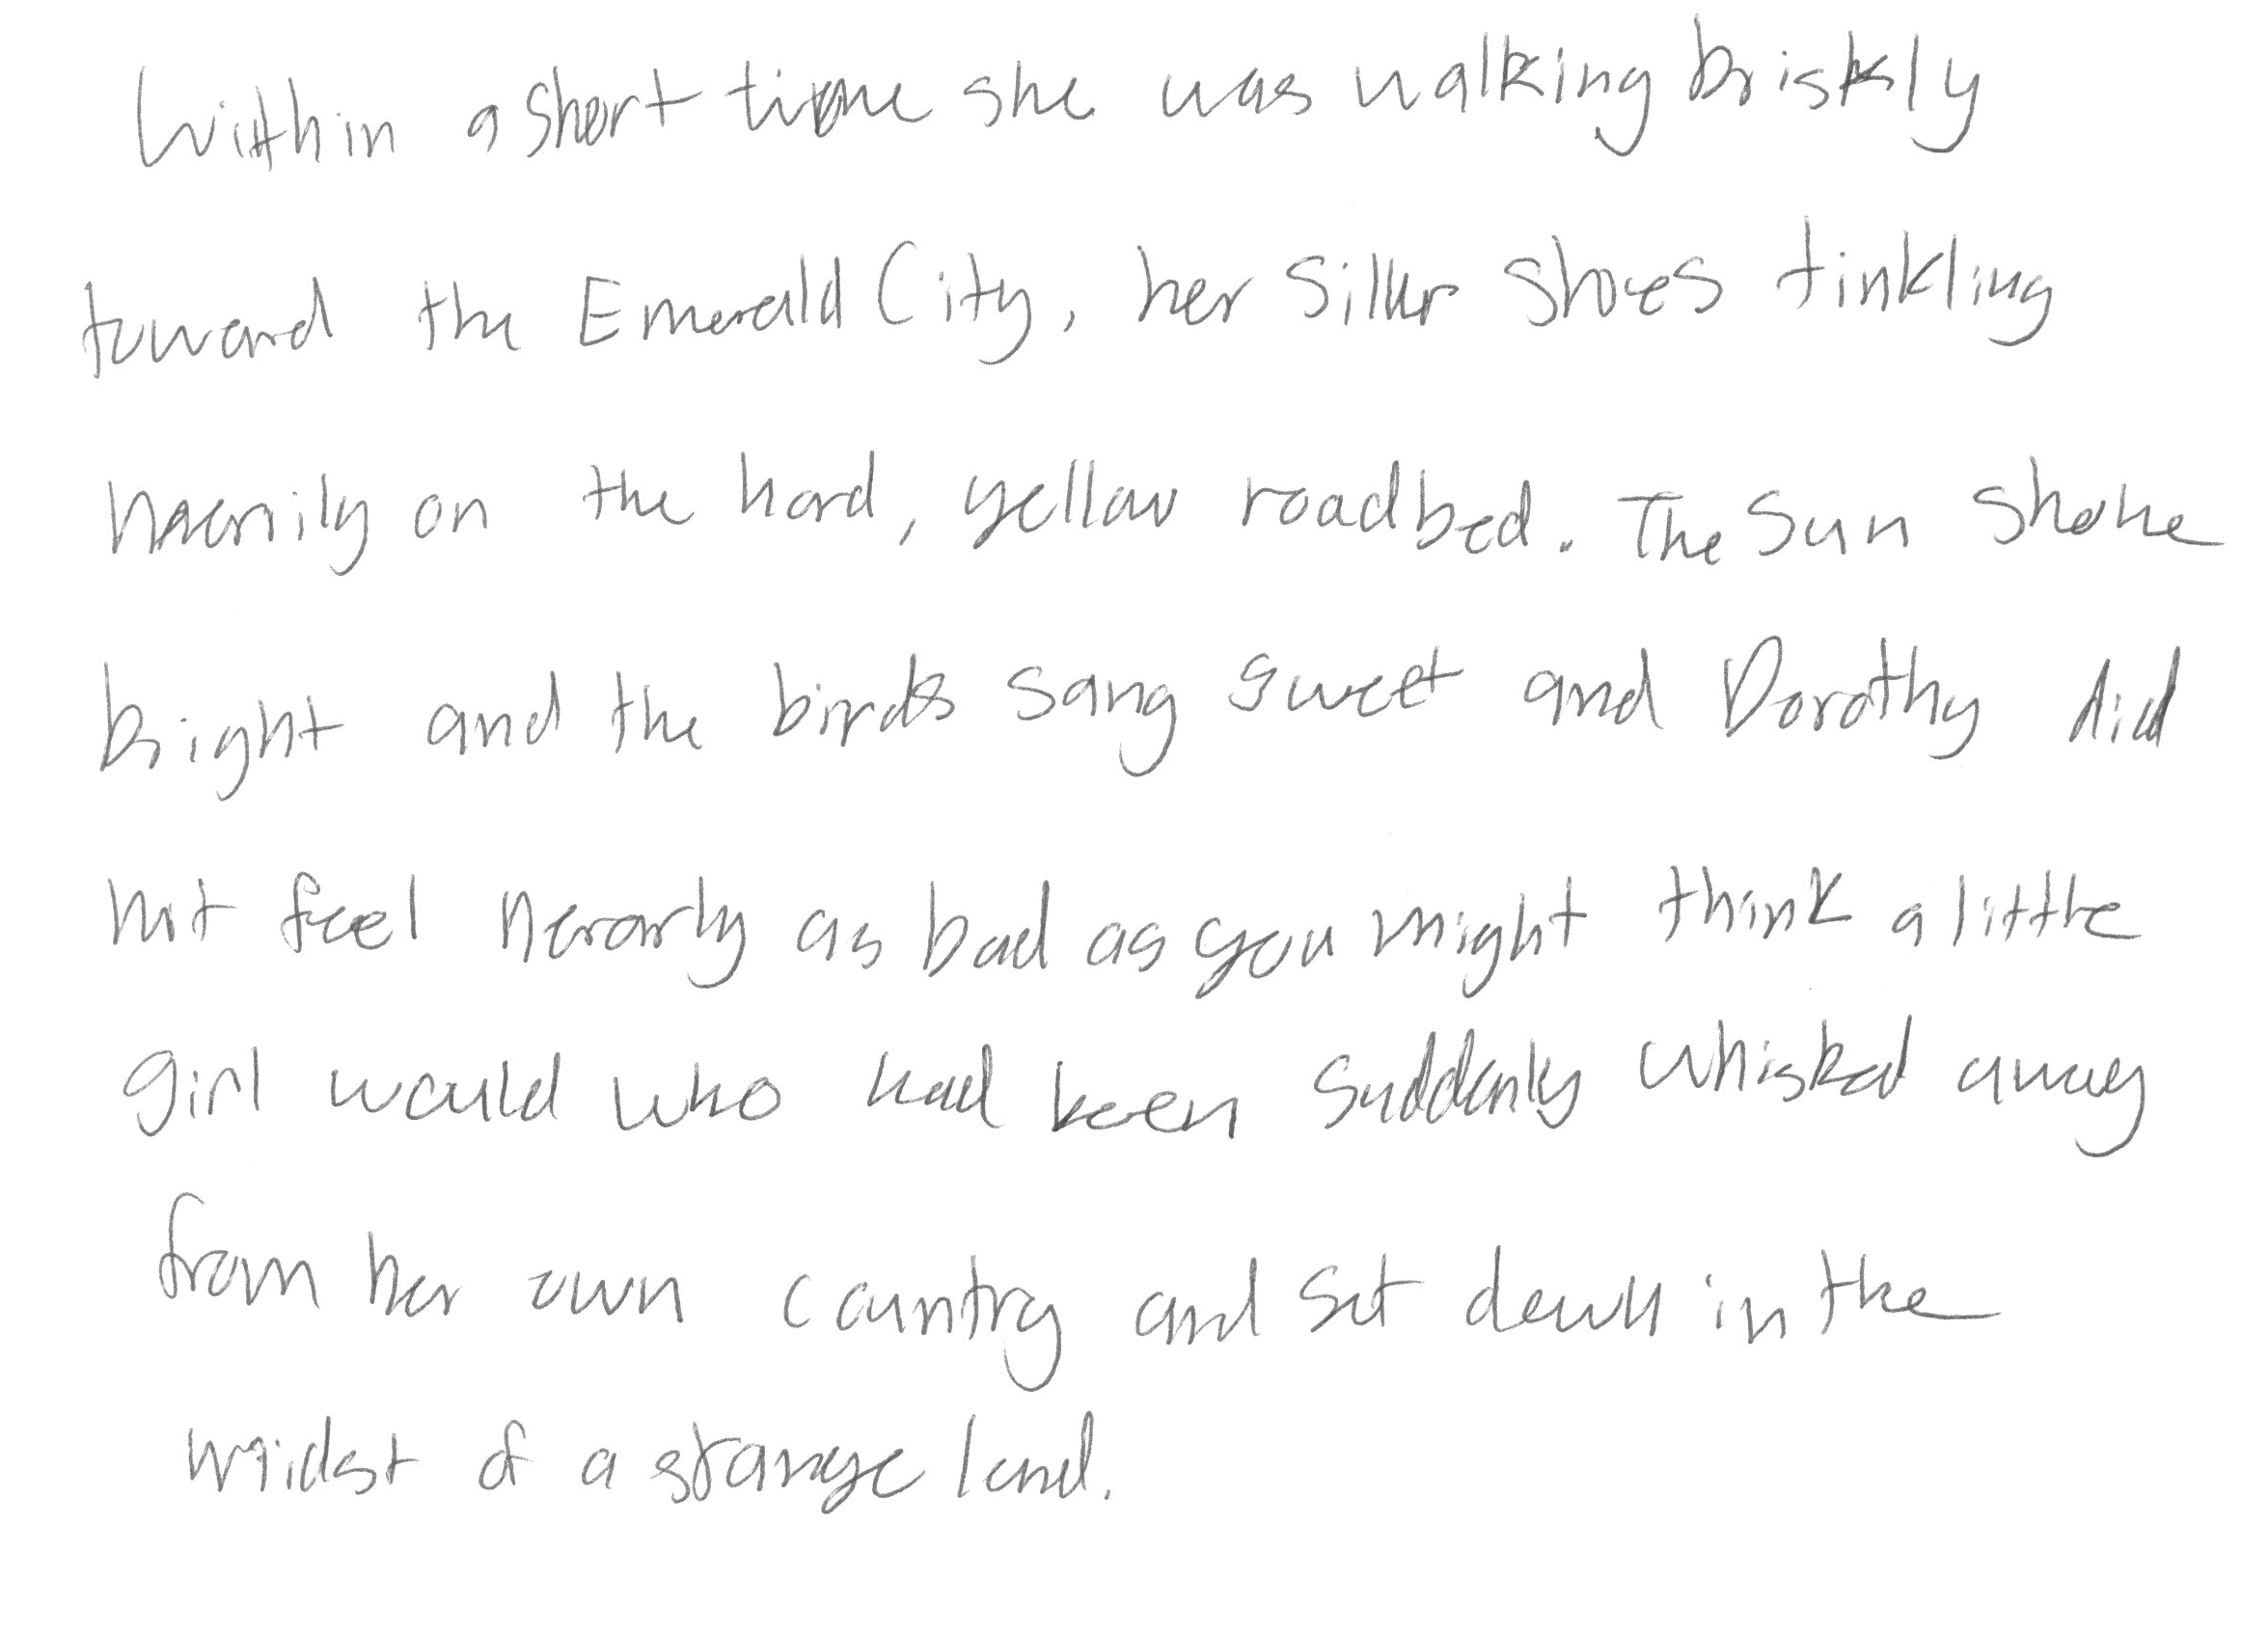 Within a short time she was walking briskly
toward the Emerald City, her Silver Shoes tinkling
merrily on the hard, yellow roadbed. The sun shone
bright and the birds sang sweet and Dorothy did
not feel nearly as bad as you might think a little
girl would who had been suddenly whisked away
from her own country and set down in the
midst of a strange land.